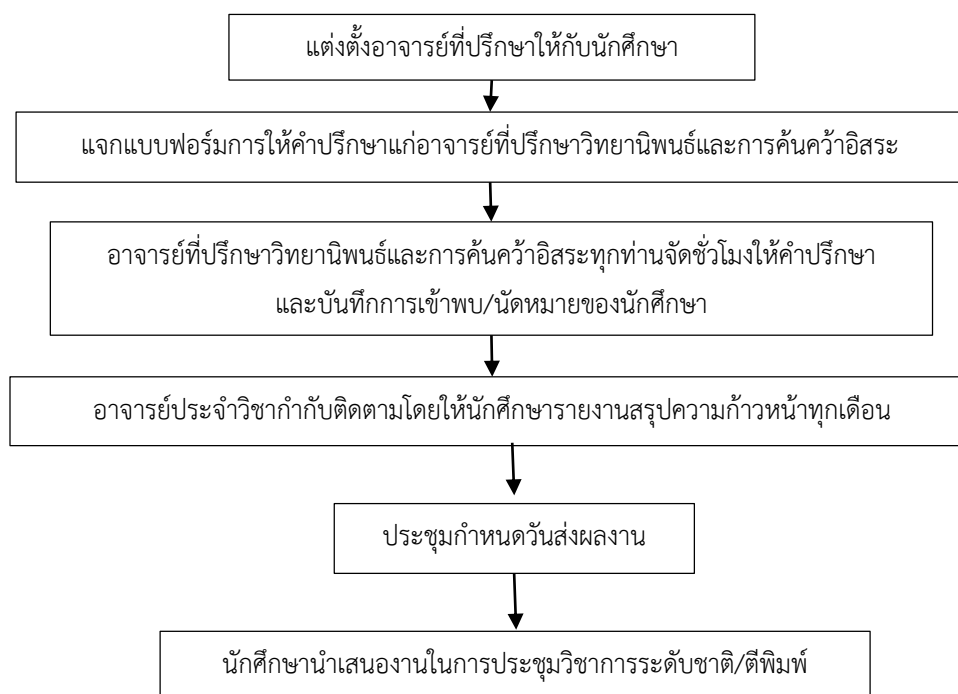 แต่งตั้งอาจารย์ที่ปรึกษาให้กับนักศึกษา
แจกแบบฟอร์มการให้คำปรึกษาแก่อาจารย์ที่ปรึกษาวิทยานิพนธ์และการค้นคว้าอิสระ
อาจารย์ที่ปรึกษาวิทยานิพนธ์และการค้นคว้าอิสระทุกท่านจัดชั่วโมงให้คำปรึกษา
และบันทึกการเข้าพบ/นัดหมายของนักศึกษา
อาจารย์ประจำวิชากำกับติดตามโดยให้นักศึกษารายงานสรุปความก้าวหน้าทุกเดือน
ประชุมกำหนดวันส่งผลงาน
นักศึกษานำเสนองานในการประชุมวิชาการระดับชาติ/ตีพิมพ์